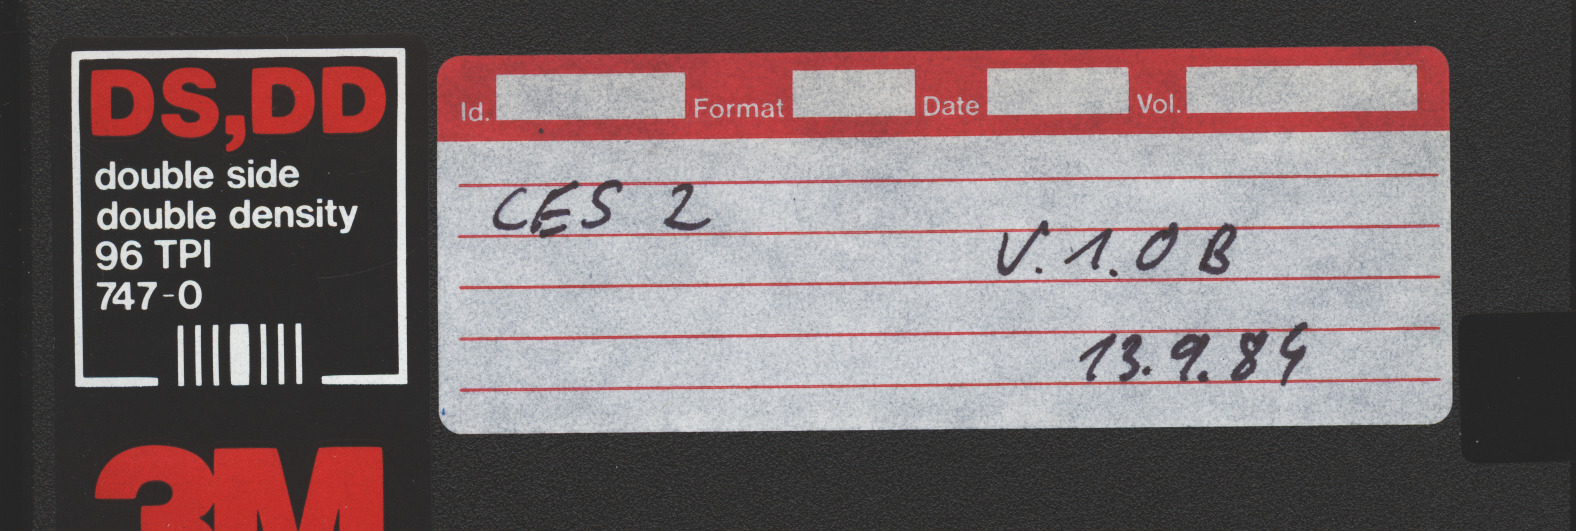 DS,DD
double side
double density
96 TPI
747-0
3M
Id. Format Date Vol.
CES 2
V. 1.0 B
13.9.84